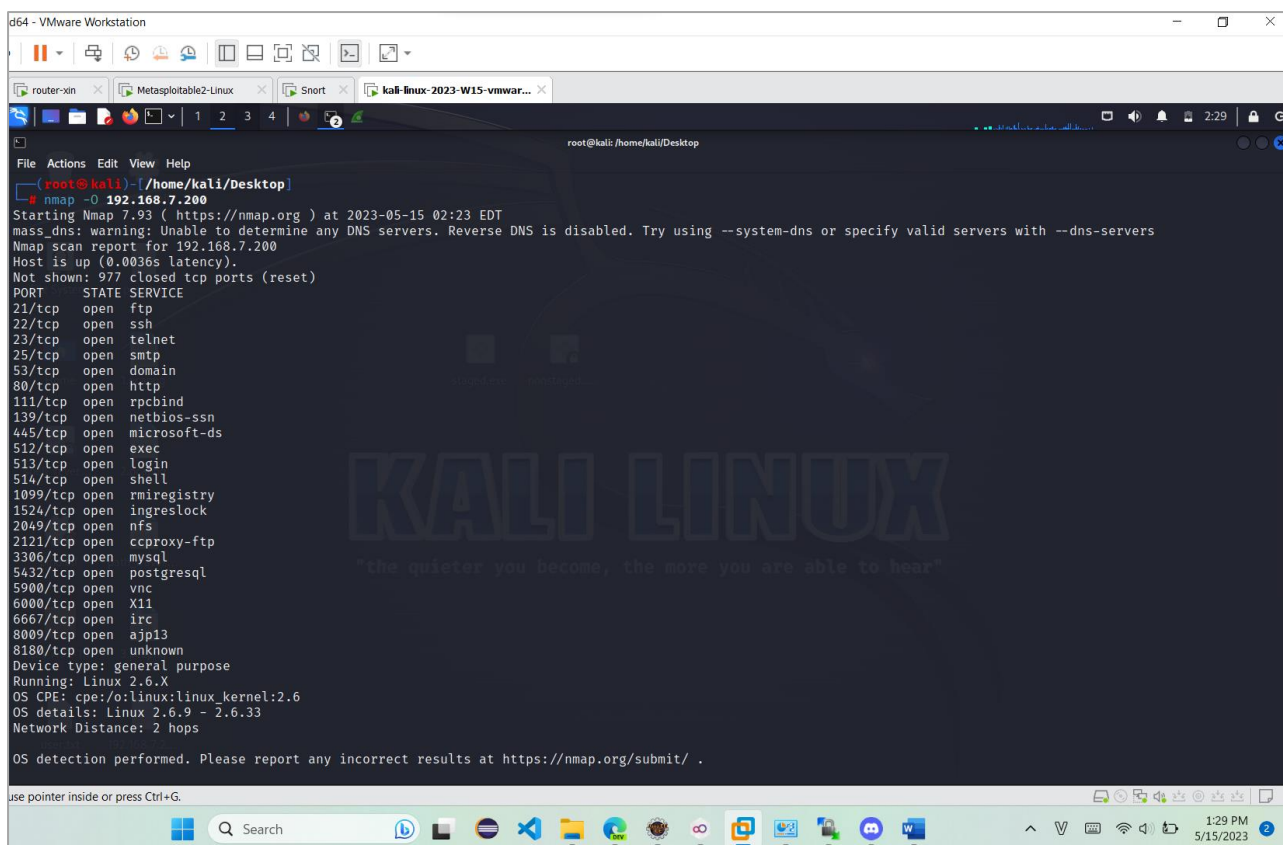 d64 - VMware Workstation
router-xin
Metasploitable2-Linux
Snort
kali-linux-2023-W15-vmwar...
1 2 3 4
2
2:29
root@kali: /home/kali/Desktop
File Actions Edit View Help
┌──(root㉿kali)-[/home/kali/Desktop]
└─# nmap -O 192.168.7.200
Starting Nmap 7.93 ( https://nmap.org ) at 2023-05-15 02:23 EDT
mass_dns: warning: Unable to determine any DNS servers. Reverse DNS is disabled. Try using --system-dns or specify valid servers with --dns-servers
Nmap scan report for 192.168.7.200
Host is up (0.0036s latency).
Not shown: 977 closed tcp ports (reset)
PORT STATE SERVICE
21/tcp open ftp
22/tcp open ssh
23/tcp open telnet
25/tcp open smtp
53/tcp open domain
80/tcp open http
111/tcp open rpcbind
139/tcp open netbios-ssn
445/tcp open microsoft-ds
512/tcp open exec
513/tcp open login
514/tcp open shell
1099/tcp open rmiregistry
1524/tcp open ingreslock
2049/tcp open nfs
2121/tcp open ccproxy-ftp
3306/tcp open mysql
5432/tcp open postgresql
5900/tcp open vnc
6000/tcp open X11
6667/tcp open irc
8009/tcp open ajp13
8180/tcp open unknown
Device type: general purpose
Running: Linux 2.6.X
OS CPE: cpe:/o:linux:linux_kernel:2.6
OS details: Linux 2.6.9 - 2.6.33
Network Distance: 2 hops
OS detection performed. Please report any incorrect results at https://nmap.org/submit/ .
KALI LINUX
"the quieter you become, the more you are able to hear"
use pointer inside or press Ctrl+G.
Search
1:29 PM
5/15/2023
2